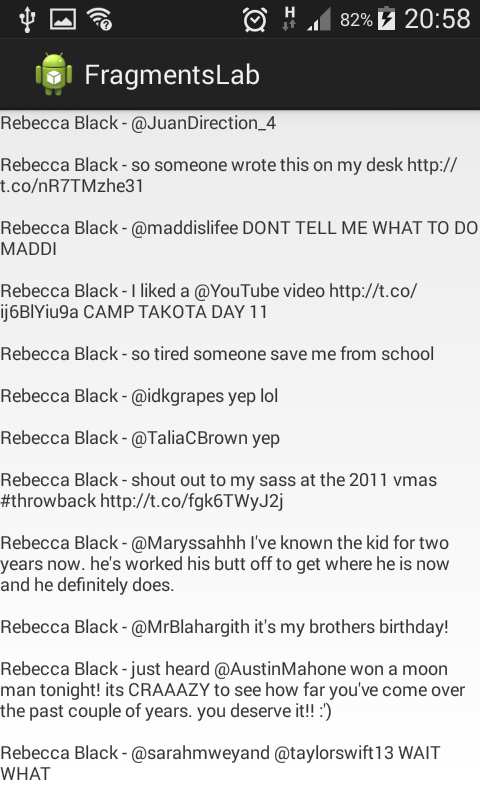 H 82% 20:58
FragmentsLab
Rebecca Black - @JuanDirection_4
Rebecca Black - so someone wrote this on my desk http://
t.co/nR7TMzhe31
Rebecca Black - @maddislifee DONT TELL ME WHAT TO DO
MADDI
Rebecca Black - I liked a @YouTube video http://t.co/
ij6BlYiu9a CAMP TAKOTA DAY 11
Rebecca Black - so tired someone save me from school
Rebecca Black - @idkgrapes yep lol
Rebecca Black - @TaliaCBrown yep
Rebecca Black - shout out to my sass at the 2011 vmas
#throwback http://t.co/fgk6TWyJ2j
Rebecca Black - @Maryssahhh I've known the kid for two
years now. he's worked his butt off to get where he is now
and he definitely does.
Rebecca Black - @MrBlahargith it's my brothers birthday!
Rebecca Black - just heard @AustinMahone won a moon
man tonight! its CRAAAZY to see how far you've come over
the past couple of years. you deserve it!! :')
Rebecca Black - @sarahmweyand @taylorswift13 WAIT
WHAT